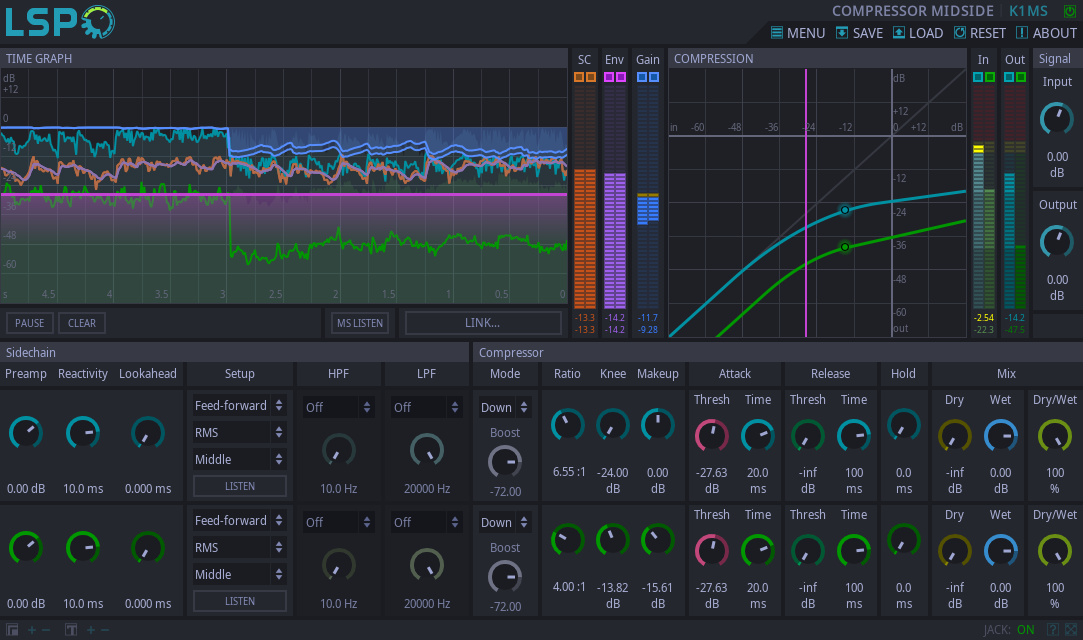 LSP
COMPRESSOR MIDSIDE K1MS
MENU SAVE LOAD RESET ABOUT
TIME GRAPH
SC Env Gain
COMPRESSION
In Out Signal
dB
+12
0
-12
-24
-36
-48
-60
s 4.5 4 3.5 3 2.5 2 1.5 1 0.5 0
dB
+12
in -60 -48 -36 -24 -12 0 +12 dB
-12
-24
-36
-48
-60
out
Input
0.00
dB
Output
0.00
dB
-13.3 -14.2 -11.7 -2.54 -14.2
-13.3 -14.2 -9.28 -22.3 -47.5
PAUSE CLEAR MS LISTEN LINK...
Sidechain Compressor
Preamp Reactivity Lookahead Setup HPF LPF Mode Ratio Knee Makeup Attack Release Hold Mix
Thresh Time Thresh Time Dry Wet Dry/Wet
Feed-forward Off Off Down
RMS
Middle
LISTEN
Boost
0.00 dB 10.0 ms 0.000 ms 10.0 Hz 20000 Hz -72.00
6.55 :1 -24.00 dB 0.00 dB -27.63 dB 20.0 ms -inf dB 100 ms 0.0 ms -inf dB 0.00 dB 100 %
Thresh Time Thresh Time Dry Wet Dry/Wet
Feed-forward Off Off Down
RMS
Middle
LISTEN
Boost
0.00 dB 10.0 ms 0.000 ms 10.0 Hz 20000 Hz -72.00
4.00 :1 -13.82 dB -15.61 dB -27.63 dB 20.0 ms -inf dB 100 ms 0.0 ms -inf dB 0.00 dB 100 %
JACK: ON